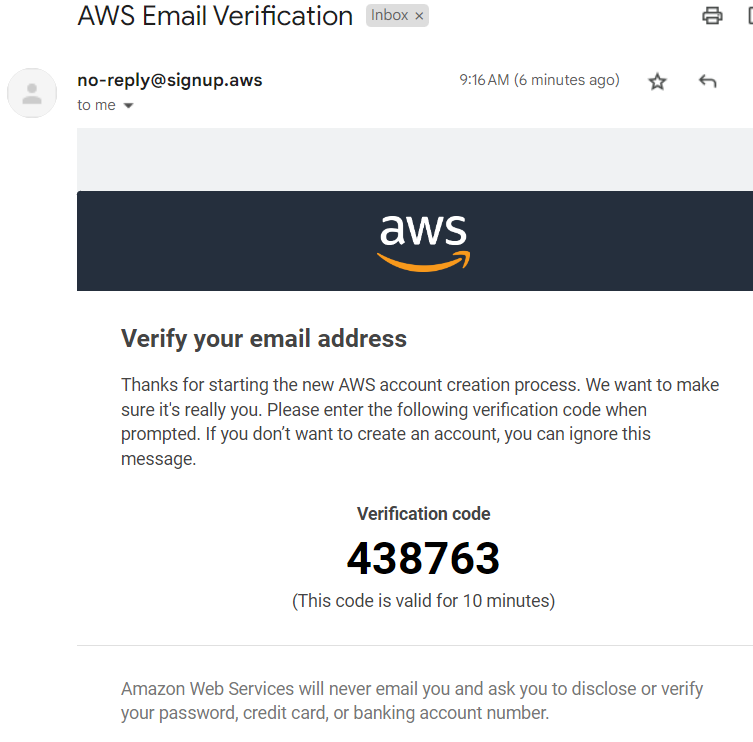 AWS Email Verification Inbox ×
no-reply@signup.aws 9:16 AM (6 minutes ago)
to me
aws
Verify your email address
Thanks for starting the new AWS account creation process. We want to make
sure it's really you. Please enter the following verification code when
prompted. If you don’t want to create an account, you can ignore this
message.
Verification code
438763
(This code is valid for 10 minutes)
Amazon Web Services will never email you and ask you to disclose or verify
your password, credit card, or banking account number.